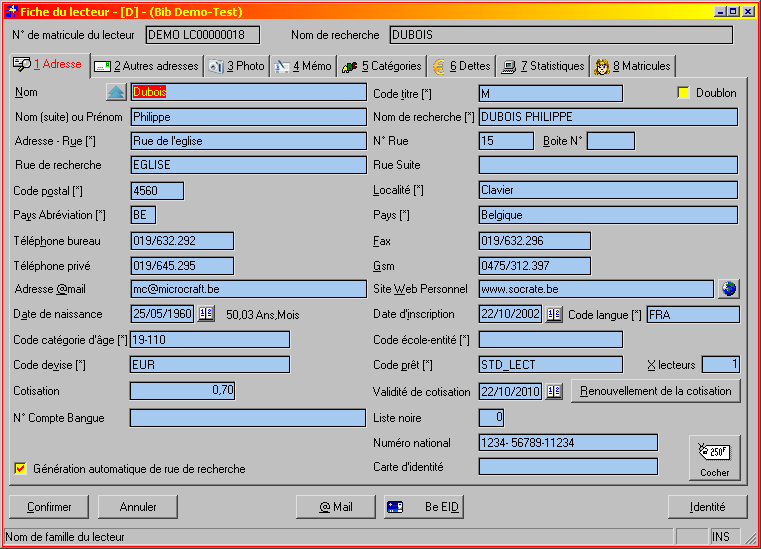 Fiche du lecteur - [D] - (Bib Demo-Test)
N° de matricule du lecteur DEMO LC00000018 Nom de recherche DUBOIS
1 Adresse 2 Autres adresses 3 Photo 4 Mémo 5 Catégories 6 Dettes 7 Statistiques 8 Matricules
Nom Dubois Code titre [*] M Doublon
Nom (suite) ou Prénom Philippe Nom de recherche [*] DUBOIS PHILIPPE
Adresse - Rue [*] Rue de l'eglise N° Rue 15 Boite N°
Rue de recherche EGLISE Rue Suite
Code postal [*] 4560 Localité [*] Clavier
Pays Abréviation [*] BE Pays [*] Belgique
Téléphone bureau 019/632.292 Fax 019/632.296
Téléphone privé 019/645.295 Gsm 0475/312.397
Adresse @mail mc@microcraft.be Site Web Personnel www.socrate.be
Date de naissance 25/05/1960 50,03 Ans,Mois Date d'inscription 22/10/2002 Code langue [*] FRA
Code catégorie d'âge [*] 19-110 Code école-entité [*]
Code devise [*] EUR Code prêt [*] STD_LECT X lecteurs 1
Cotisation 0,70 Validité de cotisation 22/10/2010 Renouvellement de la cotisation
N° Compte Banque Liste noire 0
Numéro national 1234- 56789-11234
Génération automatique de rue de recherche Carte d'identité 250F Cocher
Confirmer Annuler @ Mail Be EID Identité
Nom de famille du lecteur INS